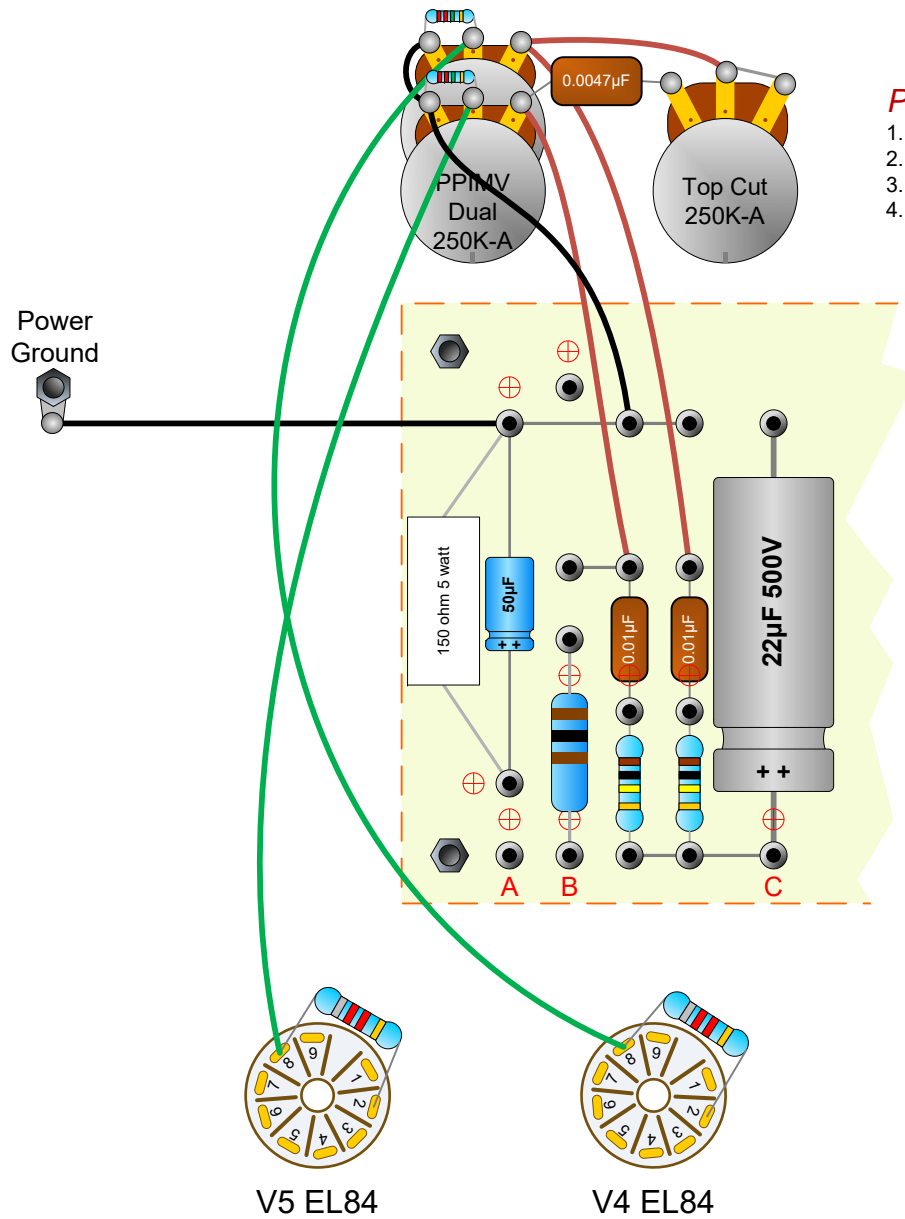 0.0047µF
P
1.
2.
3.
4.
PPIMV
Dual
250K-A
Top Cut
250K-A
Power
Ground
150 ohm 5 watt
50µF
++
0.01µF
0.01µF
22µF 500V
++
A
B
C
9
8
7
6
5
4
3
2
1
9
8
6
5
2
3
2
1
V5 EL84
V4 EL84